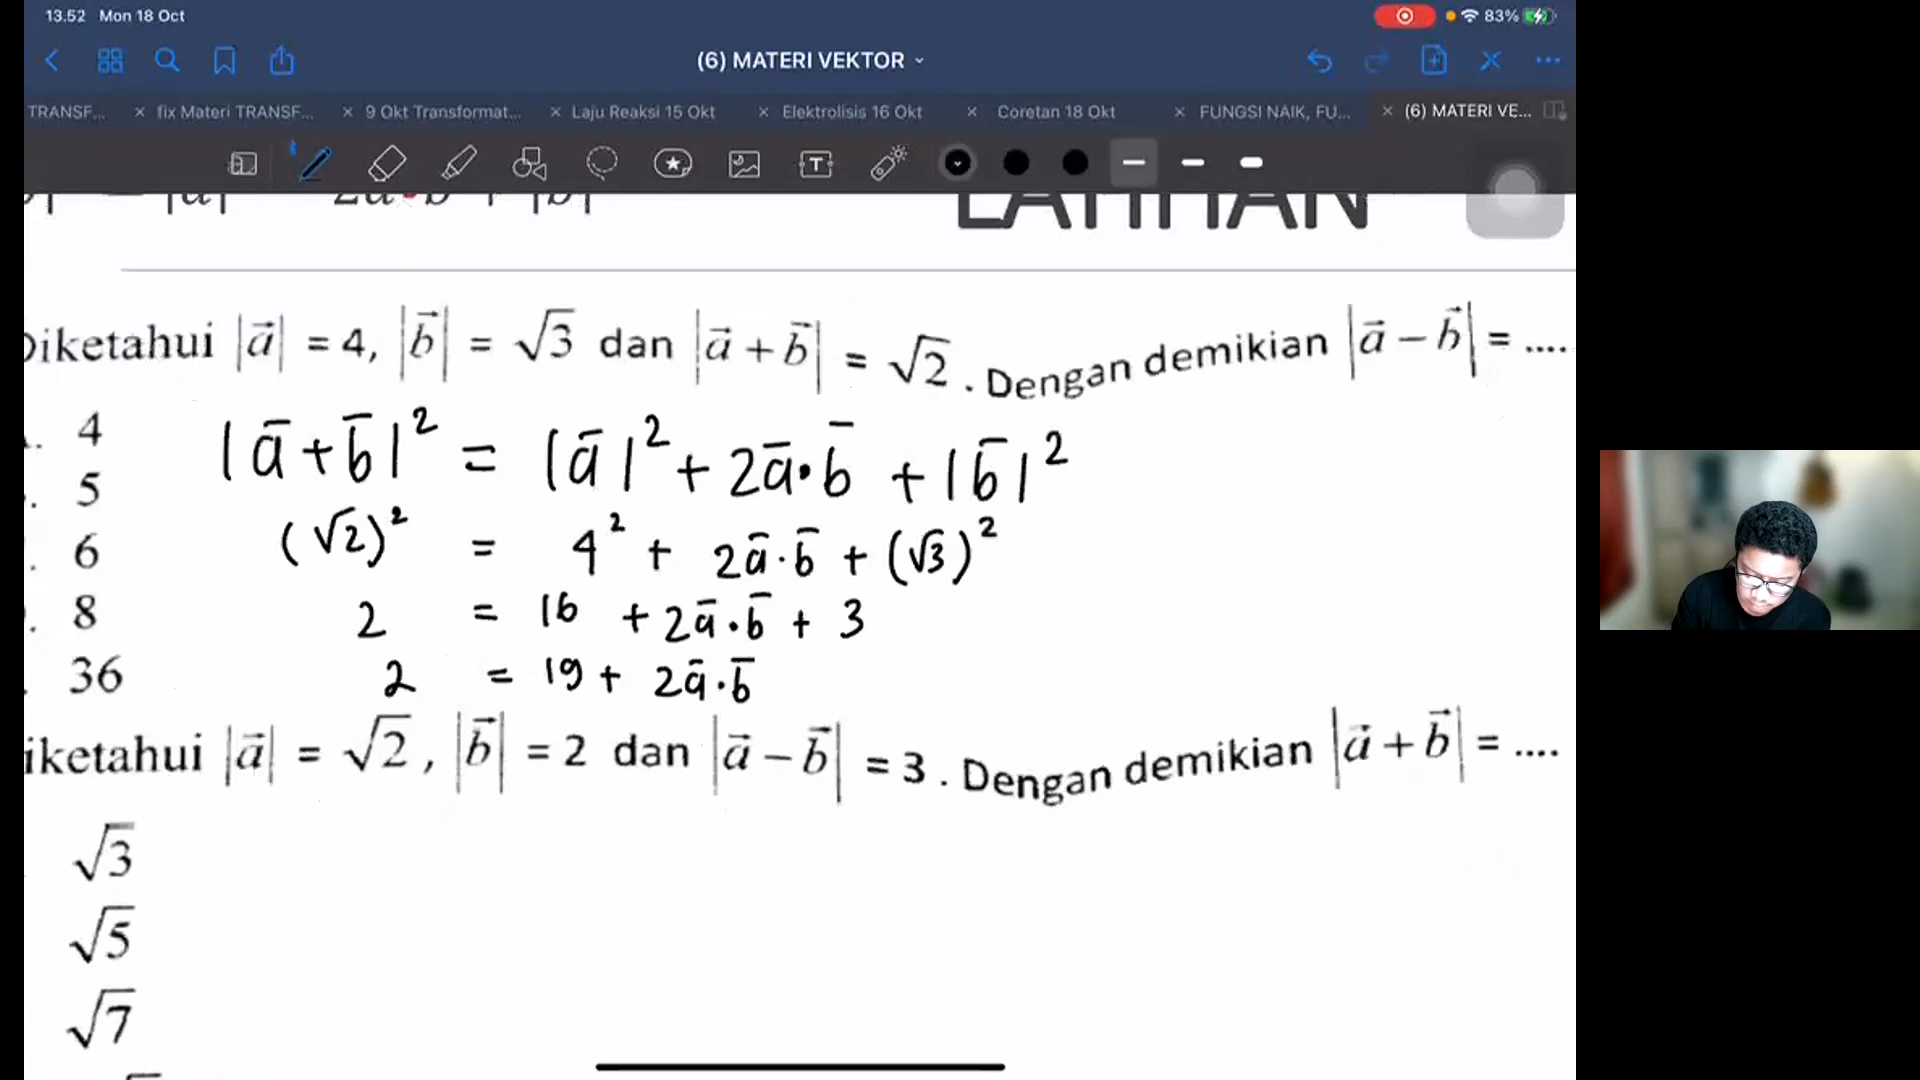 13.52 Mon 18 Oct
83%
(6) MATERI VEKTOR
TRANSF... × fix Materi TRANSF... × 9 Okt Transformat... × Laju Reaksi 15 Okt × Elektrolisis 16 Okt × Coretan 18 Okt × FUNGSI NAIK, FU... × (6) MATERI VE...
LATIHAN
Diketahui |a⃗| = 4, |b⃗| = √3 dan |a⃗ + b⃗| = √2 . Dengan demikian |a⃗ − b⃗| = ....
. 4
. 5
. 6
. 8
. 36
|a̅ + b̅|² = |a̅|² + 2a̅·b̅ + |b̅|²
(√2)² = 4² + 2a̅·b̅ + (√3)²
2 = 16 + 2a̅·b̅ + 3
2 = 19 + 2a̅·b̅
iketahui |a⃗| = √2, |b⃗| = 2 dan |a⃗ − b⃗| = 3 . Dengan demikian |a⃗ + b⃗| = ....
√3
√5
√7